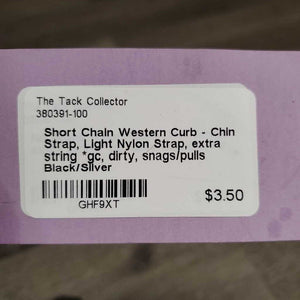 The Tack Collector
380391-100
Short Chain Western Curb - Chin
Strap, Light Nylon Strap, extra
string *gc, dirty, snags/pulls
Black/Silver
GHF9XT
$3.50